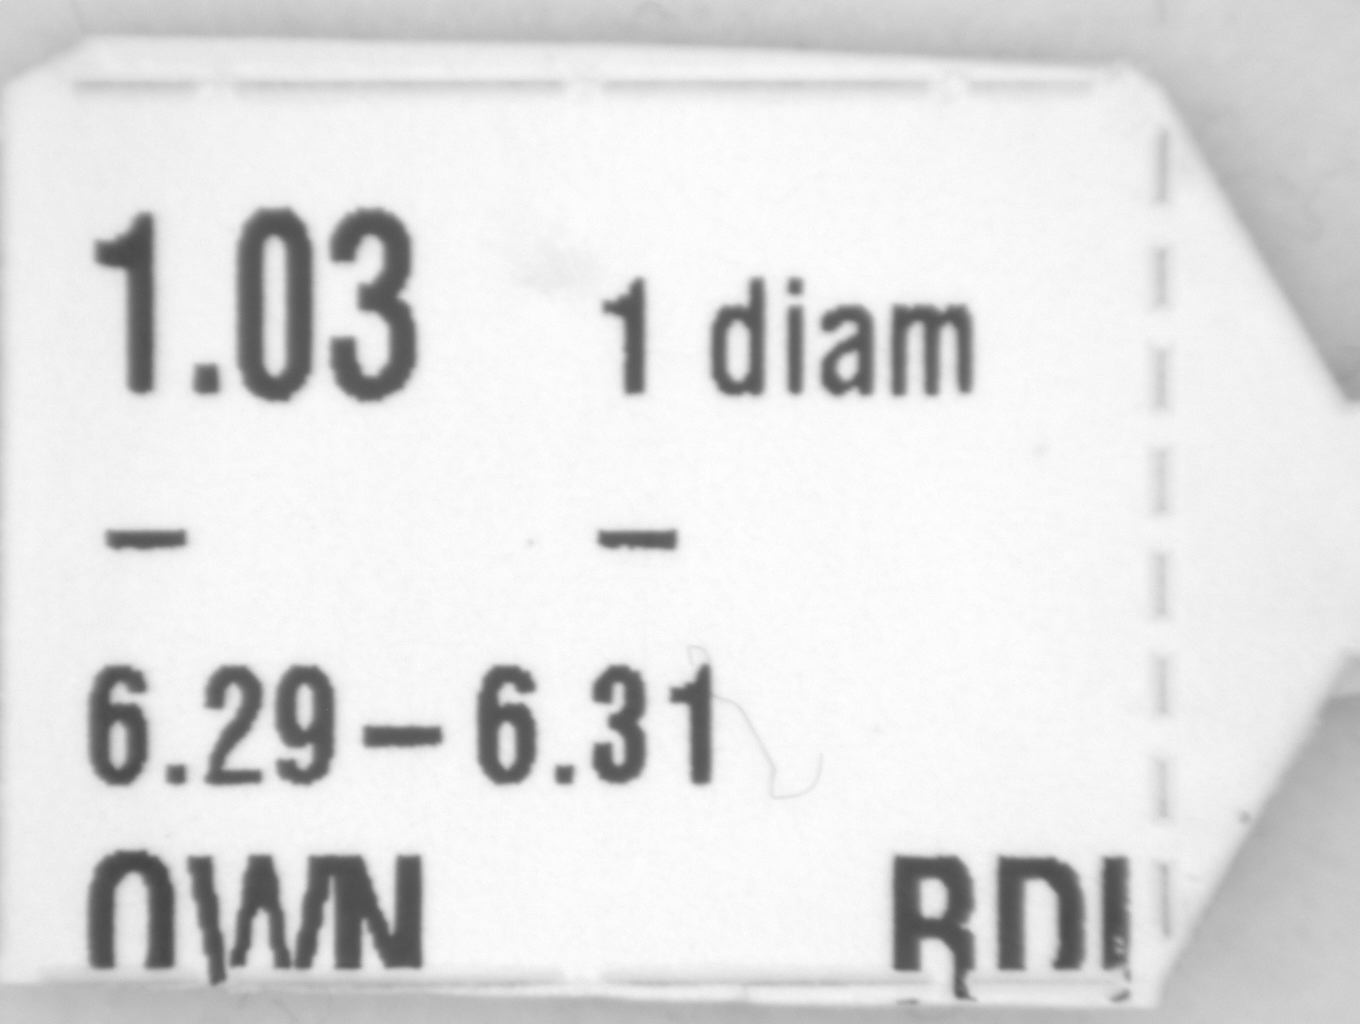 1.03 1 diam
– –
6.29–6.31
OWN RDI